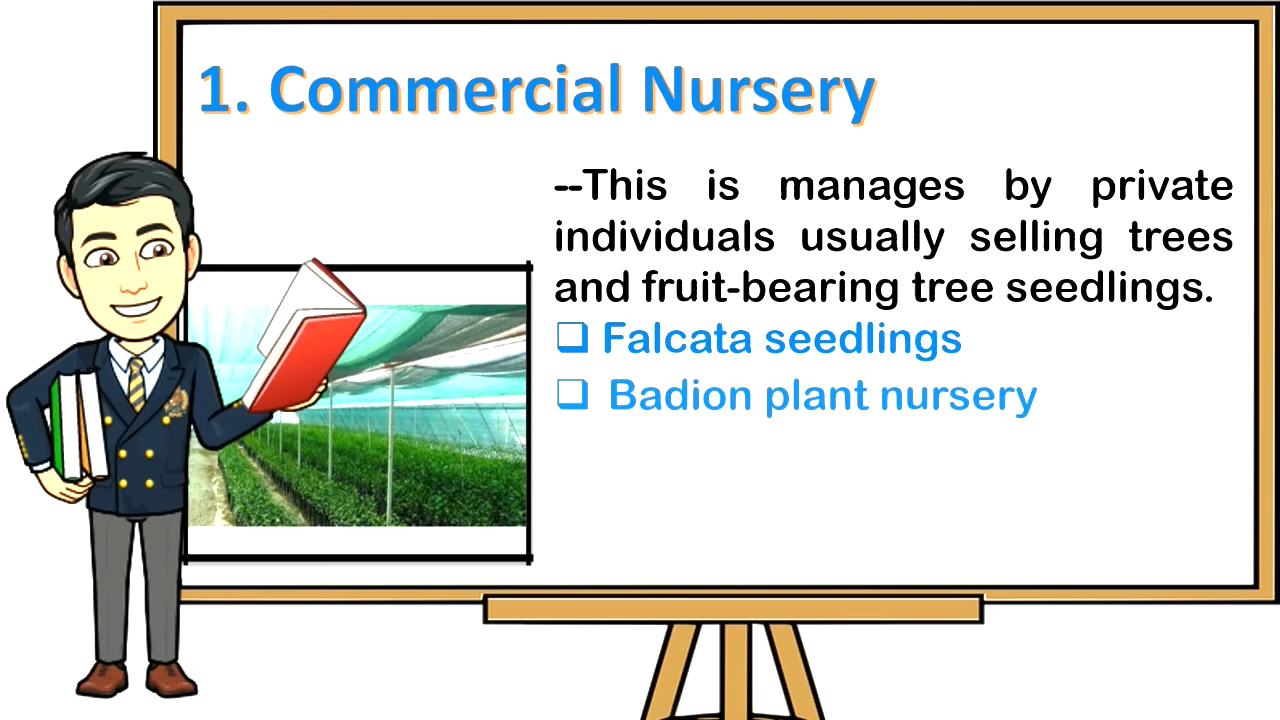 1. Commercial Nursery
--This is manages by private
individuals usually selling trees
and fruit-bearing tree seedlings.
❑ Falcata seedlings
❑ Badion plant nursery